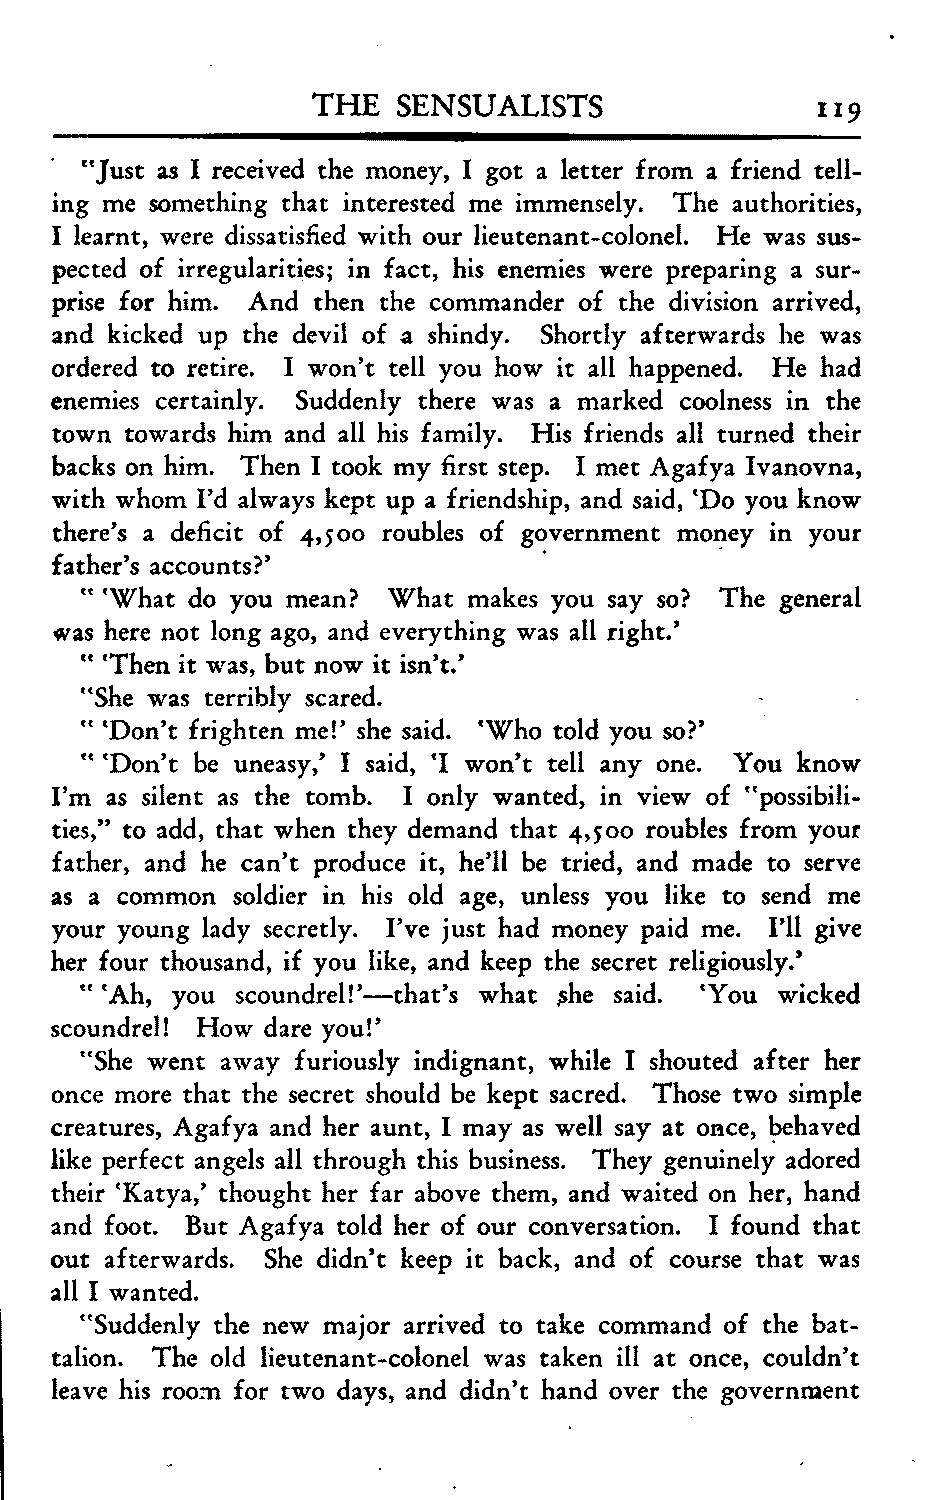 THE SENSUALISTS 119
"Just as I received the money, I got a letter from a friend tell-
ing me something that interested me immensely. The authorities,
I learnt, were dissatisfied with our lieutenant-colonel. He was sus-
pected of irregularities; in fact, his enemies were preparing a sur-
prise for him. And then the commander of the division arrived,
and kicked up the devil of a shindy. Shortly afterwards he was
ordered to retire. I won't tell you how it all happened. He had
enemies certainly. Suddenly there was a marked coolness in the
town towards him and all his family. His friends all turned their
backs on him. Then I took my first step. I met Agafya Ivanovna,
with whom I'd always kept up a friendship, and said, 'Do you know
there's a deficit of 4,500 roubles of government money in your
father's accounts?'
" 'What do you mean? What makes you say so? The general
was here not long ago, and everything was all right.'
" 'Then it was, but now it isn't.'
"She was terribly scared.
" 'Don't frighten me!' she said. 'Who told you so?'
" 'Don't be uneasy,' I said, 'I won't tell any one. You know
I'm as silent as the tomb. I only wanted, in view of "possibili-
ties," to add, that when they demand that 4,500 roubles from your
father, and he can't produce it, he'll be tried, and made to serve
as a common soldier in his old age, unless you like to send me
your young lady secretly. I've just had money paid me. I'll give
her four thousand, if you like, and keep the secret religiously.'
" 'Ah, you scoundrel!'—that's what she said. 'You wicked
scoundrel! How dare you!'
"She went away furiously indignant, while I shouted after her
once more that the secret should be kept sacred. Those two simple
creatures, Agafya and her aunt, I may as well say at once, behaved
like perfect angels all through this business. They genuinely adored
their 'Katya,' thought her far above them, and waited on her, hand
and foot. But Agafya told her of our conversation. I found that
out afterwards. She didn't keep it back, and of course that was
all I wanted.
"Suddenly the new major arrived to take command of the bat-
talion. The old lieutenant-colonel was taken ill at once, couldn't
leave his room for two days, and didn't hand over the government